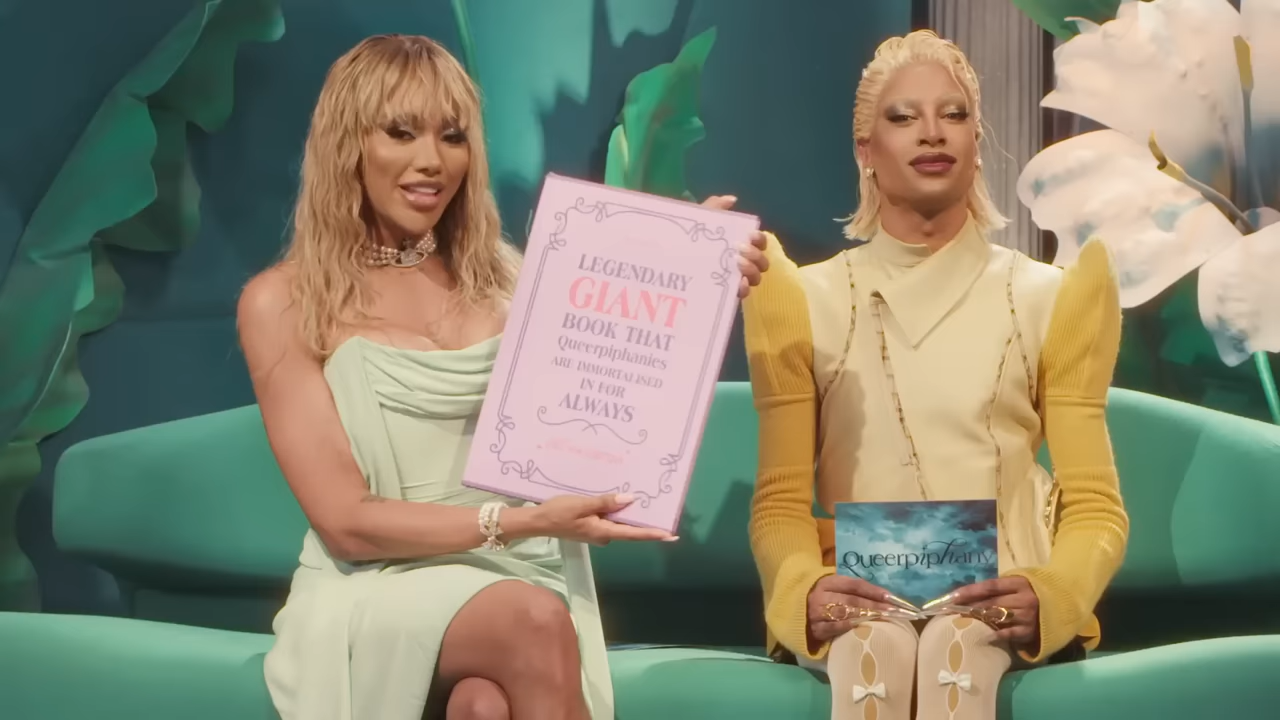 LEGENDARY
GIANT
BOOK THAT
Queerpiphanies
ARE IMMORTALISED
IN FOR
ALWAYS
Queerpiphany